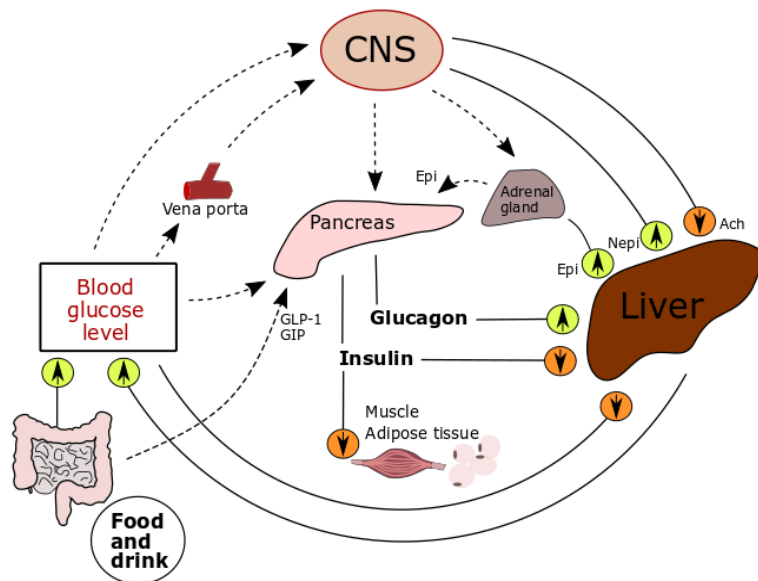 CNS
Epi
Adrenal
gland
Vena porta
Pancreas
Nepi
Ach
Epi
Blood
glucose
level
GLP-1
GIP
Glucagon
Liver
Insulin
Muscle
Adipose tissue
Food
and
drink